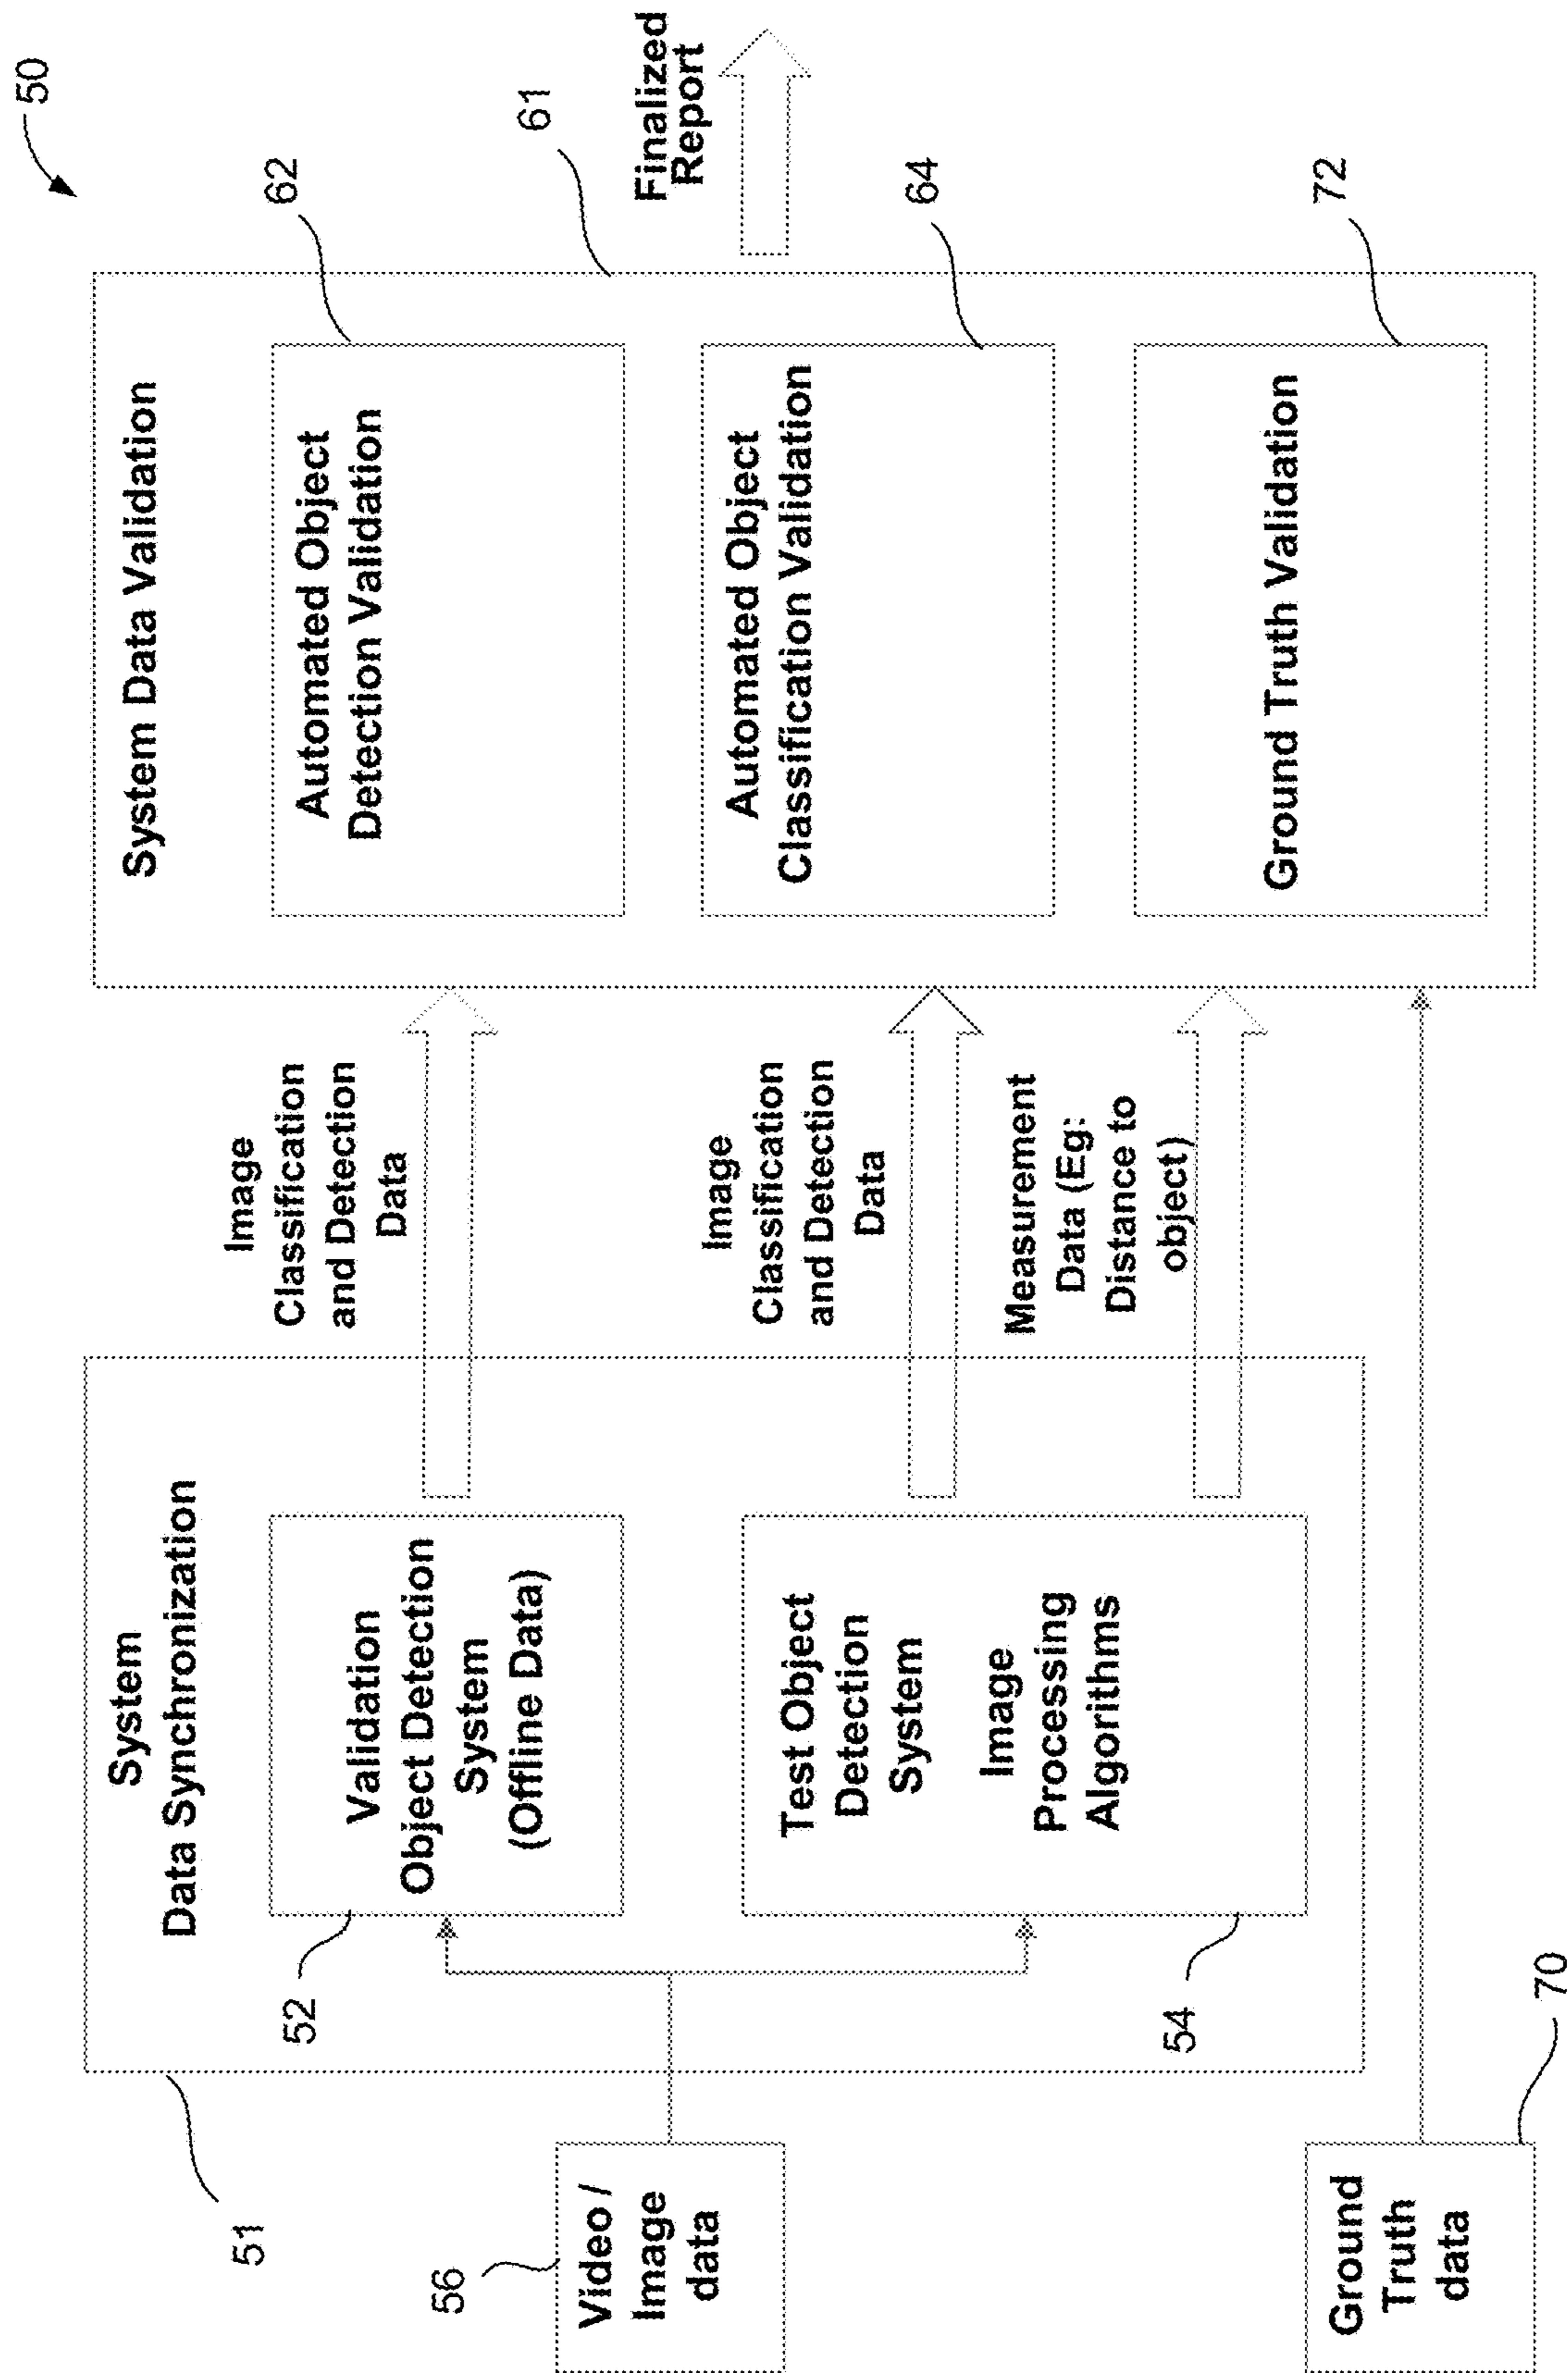 50
51
System
Data Synchronization
52
Validation
Object Detection
System
(Offline Data)
54
Test Object
Detection
System
Image
Processing
Algorithms
56
Video /
Image
data
70
Ground
Truth
data
Image
Classification
and Detection
Data
Image
Classification
and Detection
Data
Measurement
Data (Eg:
Distance to
object)
61
System Data Validation
62
Automated Object
Detection Validation
64
Automated Object
Classification Validation
72
Ground Truth Validation
Finalized
Report